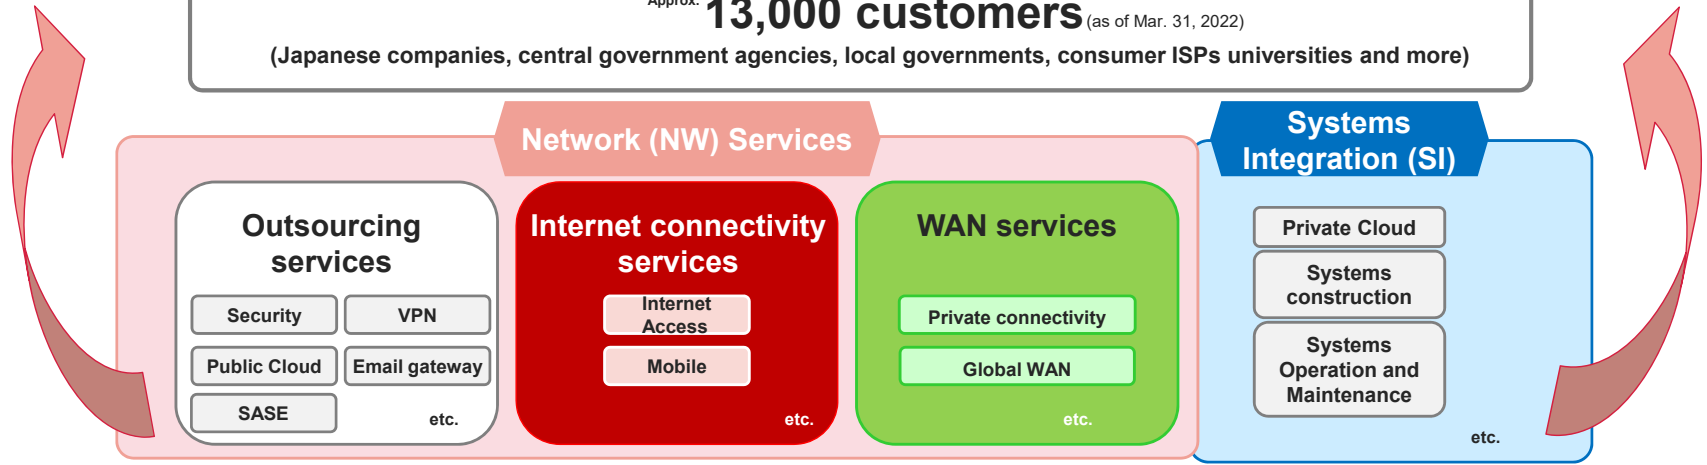 Approx. 13,000 customers (as of Mar. 31, 2022)
(Japanese companies, central government agencies, local governments, consumer ISPs universities and more)
Network (NW) Services
Outsourcing
services
Security
VPN
Public Cloud
Email gateway
SASE
etc.
Internet connectivity
services
Internet
Access
Mobile
etc.
WAN services
Private connectivity
Global WAN
etc.
Systems
Integration (SI)
Private Cloud
Systems
construction
Systems
Operation and
Maintenance
etc.